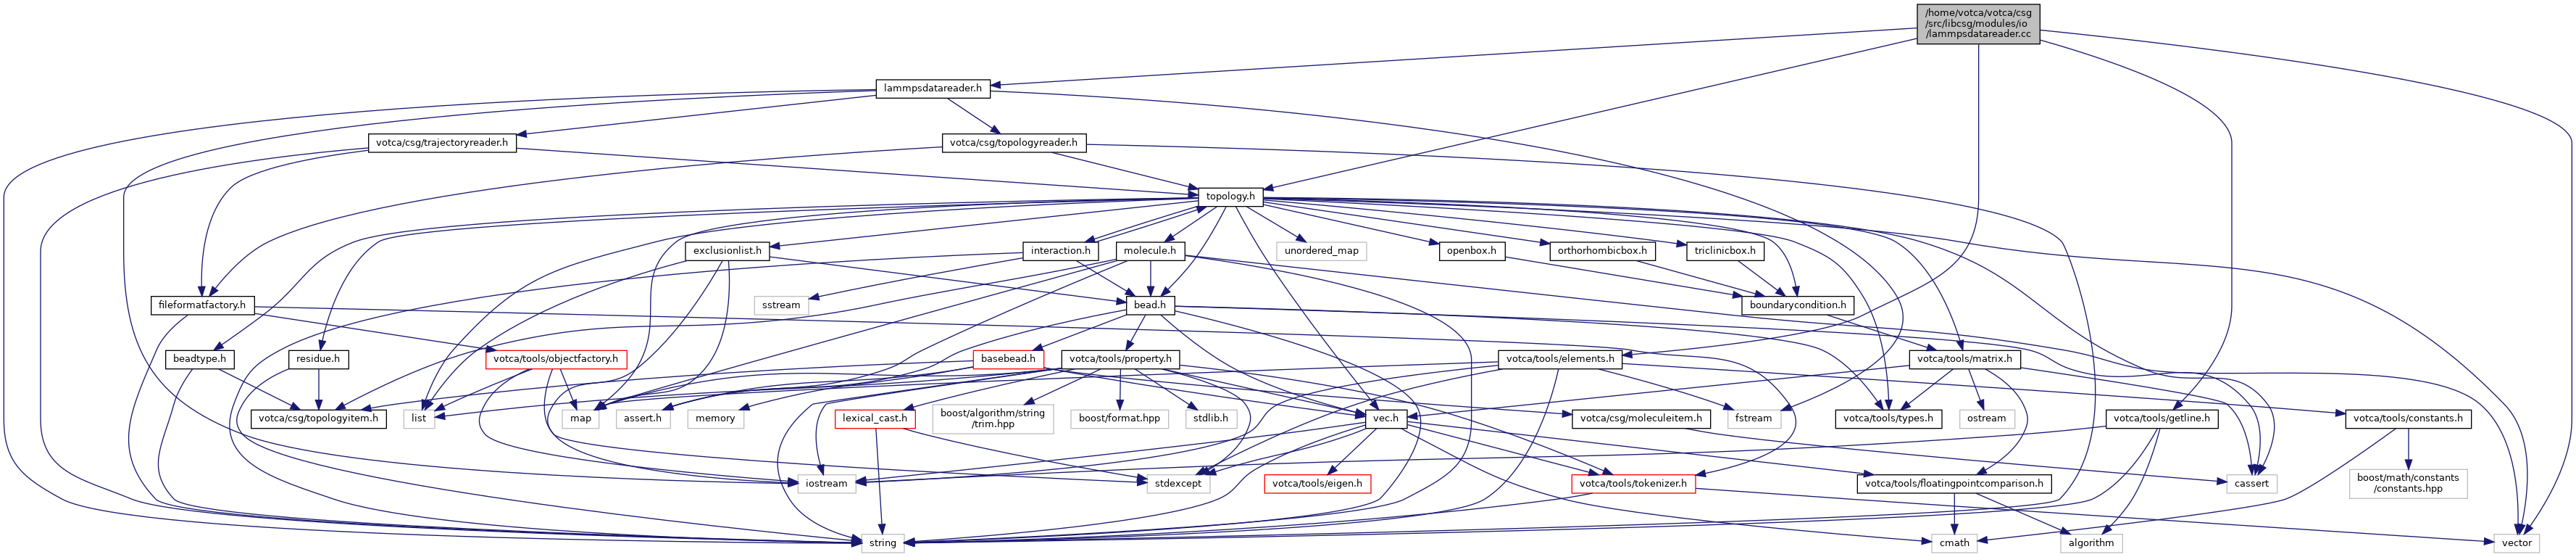 /home/votca/votca/csg
/src/libcsg/modules/io
/lammpsdatareader.cc
lammpsdatareader.h
votca/csg/trajectoryreader.h
votca/csg/topologyreader.h
topology.h
exclusionlist.h
interaction.h
molecule.h
unordered_map
openbox.h
orthorhombicbox.h
triclinicbox.h
fileformatfactory.h
sstream
bead.h
boundarycondition.h
beadtype.h
residue.h
votca/tools/objectfactory.h
basebead.h
votca/tools/property.h
votca/tools/elements.h
votca/tools/matrix.h
votca/csg/topologyitem.h
list
map
assert.h
memory
lexical_cast.h
boost/algorithm/string
/trim.hpp
boost/format.hpp
stdlib.h
vec.h
votca/csg/moleculeitem.h
fstream
votca/tools/types.h
ostream
votca/tools/getline.h
votca/tools/constants.h
iostream
stdexcept
votca/tools/eigen.h
votca/tools/tokenizer.h
votca/tools/floatingpointcomparison.h
cassert
boost/math/constants
/constants.hpp
string
cmath
algorithm
vector